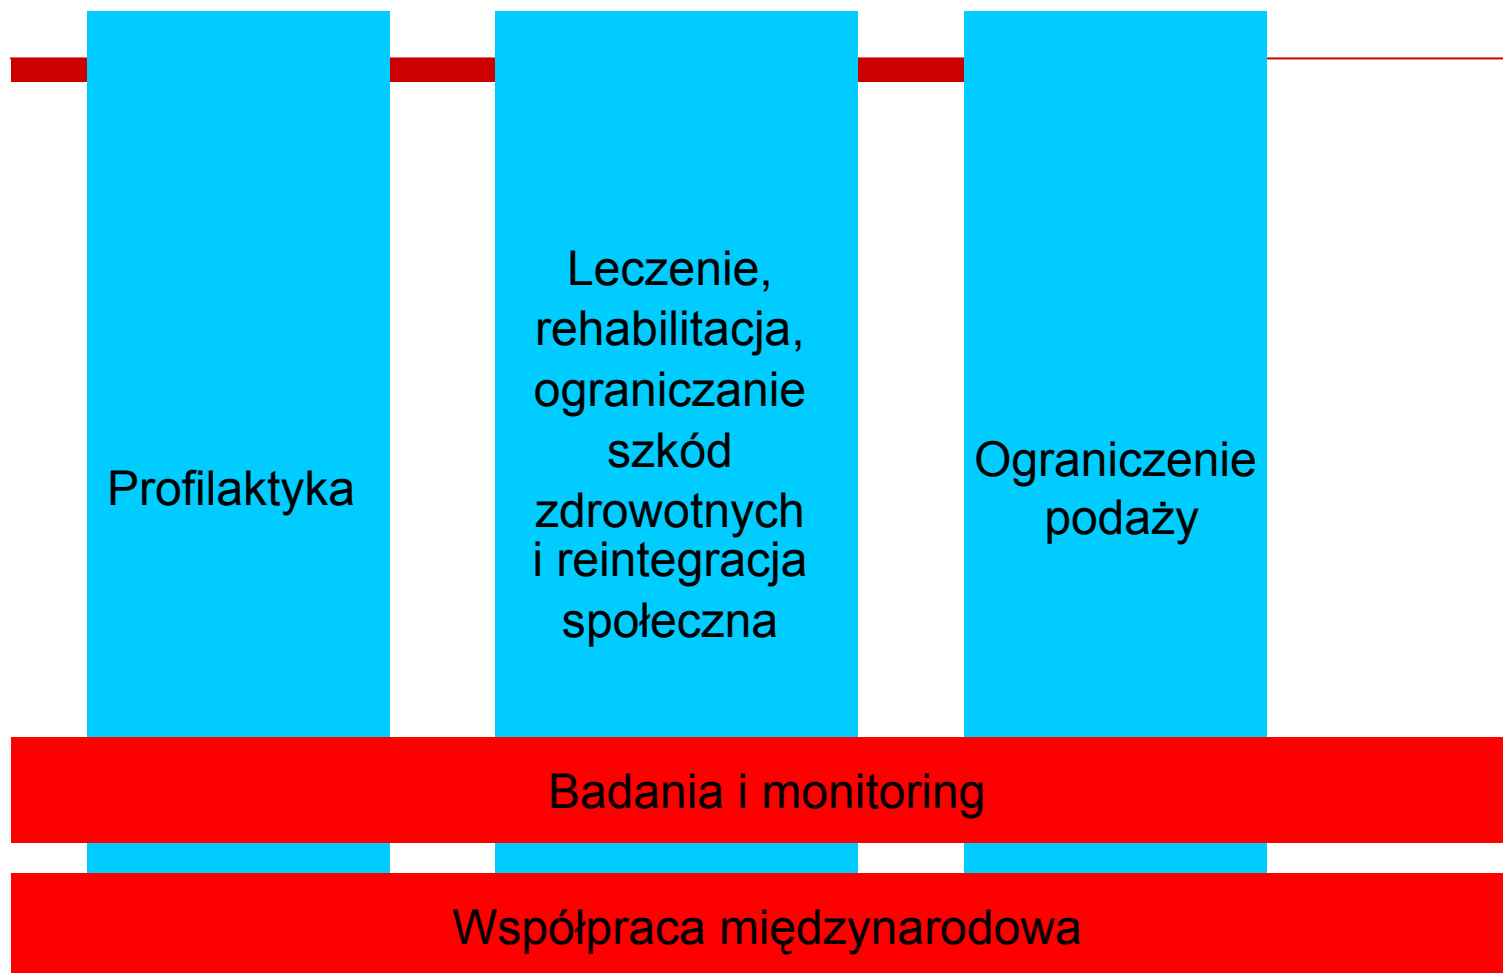 Profilaktyka
Leczenie,
rehabilitacja,
ograniczanie
szkód
zdrowotnych
i reintegracja
społeczna
Ograniczenie
podaży
Badania i monitoring
Współpraca międzynarodowa